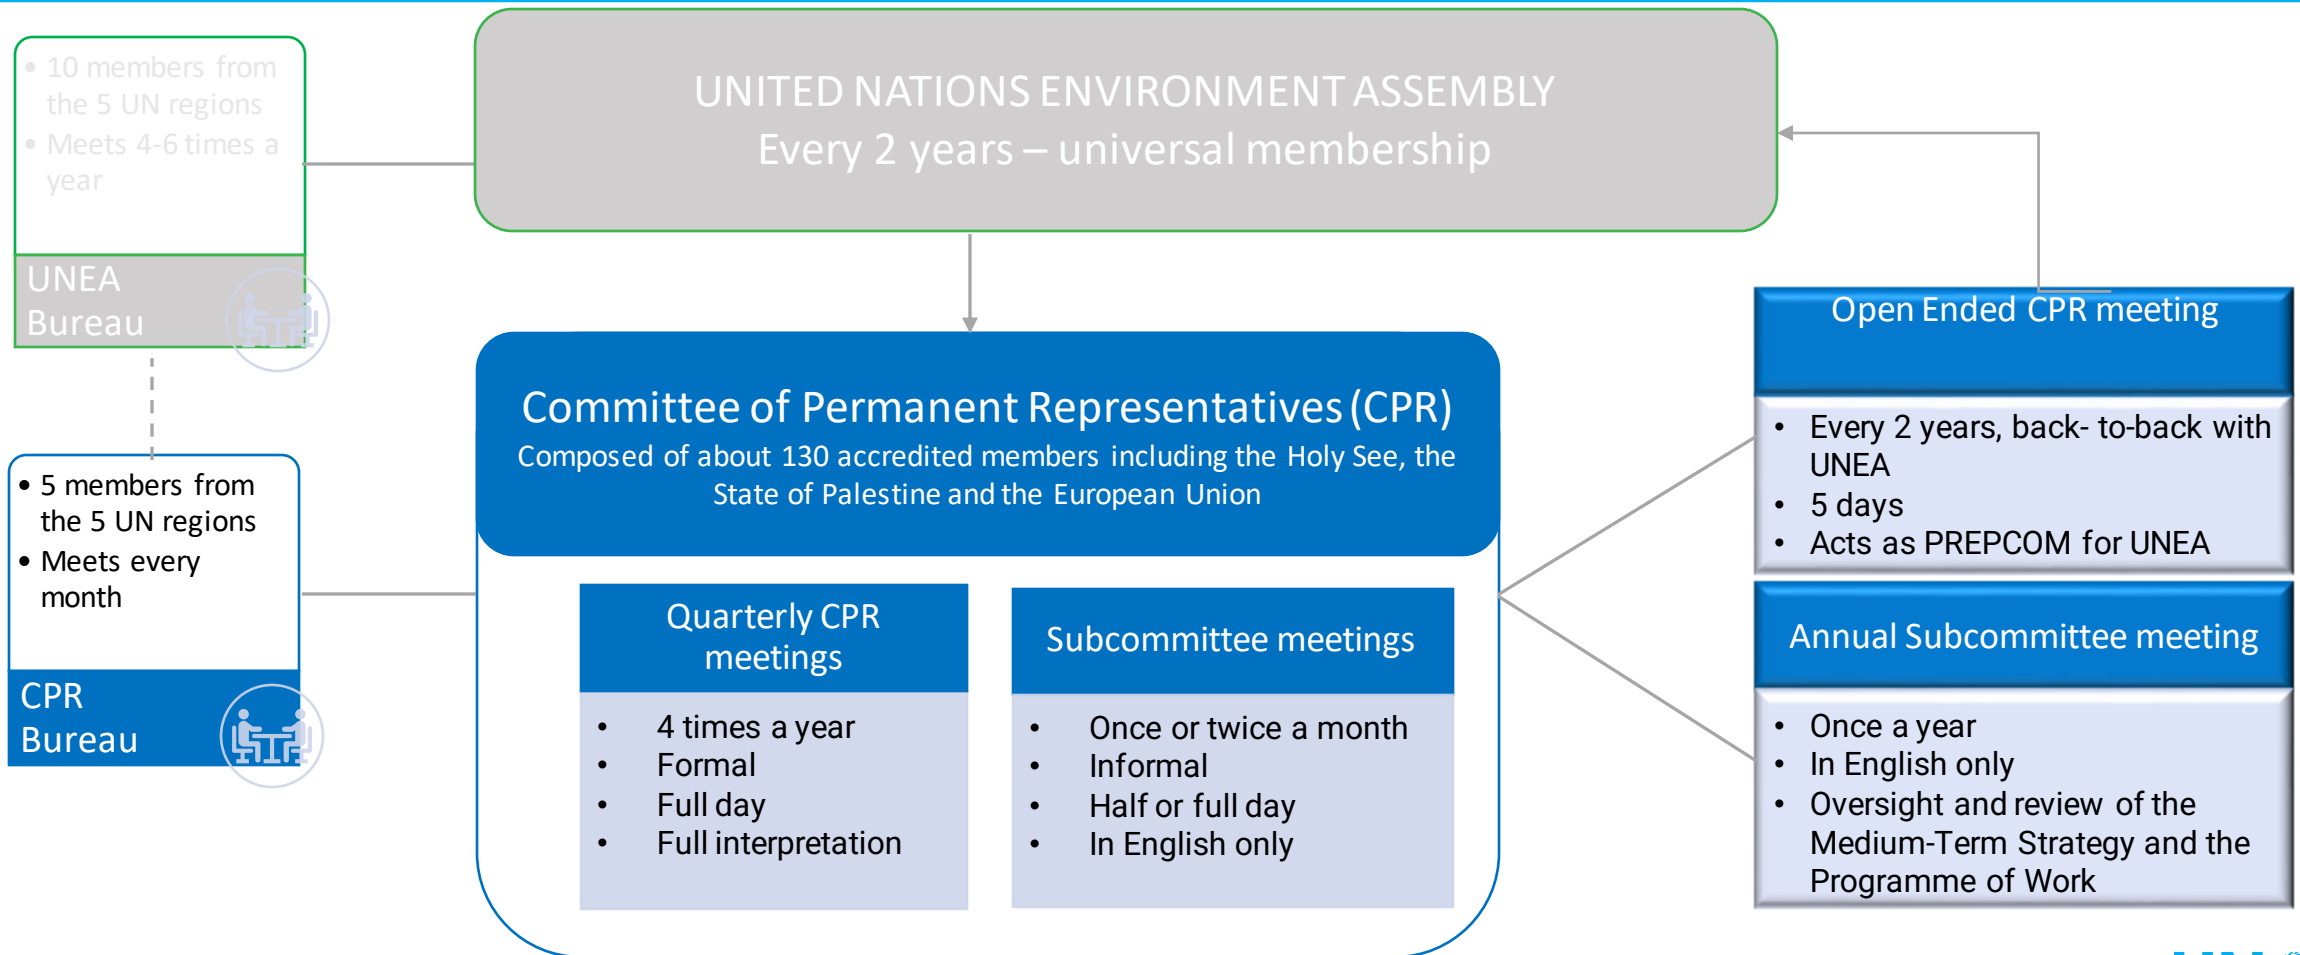 • 10 members from
the 5 UN regions
• Meets 4-6 times a
year
UNEA
Bureau
UNITED NATIONS ENVIRONMENT ASSEMBLY
Every 2 years – universal membership
• 5 members from
the 5 UN regions
• Meets every
month
CPR
Bureau
Committee of Permanent Representatives (CPR)
Composed of about 130 accredited members including the Holy See, the
State of Palestine and the European Union
Quarterly CPR
meetings
• 4 times a year
• Formal
• Full day
• Full interpretation
Subcommittee meetings
• Once or twice a month
• Informal
• Half or full day
• In English only
Open Ended CPR meeting
• Every 2 years, back- to-back with
UNEA
• 5 days
• Acts as PREPCOM for UNEA
Annual Subcommittee meeting
• Once a year
• In English only
• Oversight and review of the
Medium-Term Strategy and the
Programme of Work